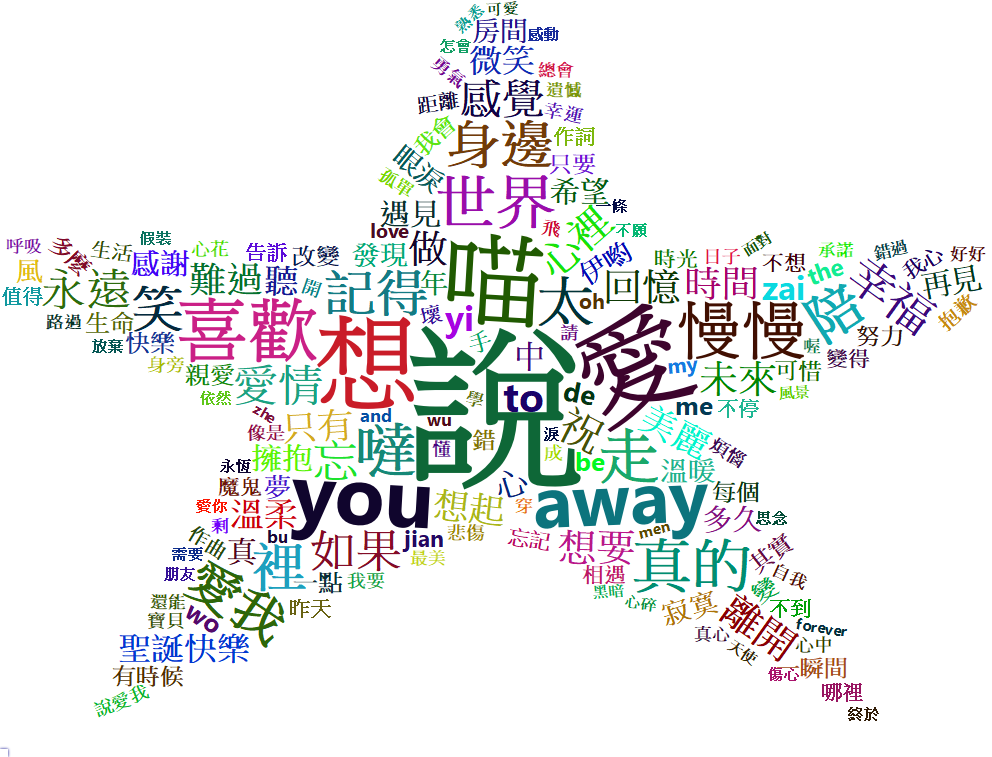 熟悉 可愛
房間 感動
怎會 微笑
勇氣 總會
距離 感覺 遺憾
幸運
我會 身邊 作詞
眼淚 只要
孤單 世界 希望
遇見 一條
love 做 飛 心裡 不願
呼吸 多麼 生活 假裝 心花 告訴 改變 發現 喵 伊喲 時光 日子 面對 不想 承諾 錯過 我心 好好
風 永遠 感謝 難過 聽 記得 年 太 oh 回憶 時間 zai the 幸福 再見
值得 路過 生命 笑 開 壞 yi 請 陪 抱歉
放棄 快樂 喜歡 想 說 手 中 愛 慢慢 喔 努力
身旁 親愛 愛情 my 未來 可惜 變得
依然 學 to de me 不停 風景
zhe 只有 and wu 祝 美麗
像是 噠 懂 錯 淚 成 走 煩惱
永恆 擁抱 忘 be 溫暖
魔鬼 夢 心 每個
愛你 溫柔 you 想起 穿 away 多久 思念
剩 bu 悲傷 men
作曲 真 如果 jian 忘記 想要 其實
需要 裡 最美 真的
朋友 一點 我要 相遇 自我
愛我 黑暗 變
還能 昨天 心碎 寂寞 不到
寶貝 wo 離開 forever
聖誕快樂 真心 心中
天使
有時候 傷心 瞬間
說愛我 哪裡
終於